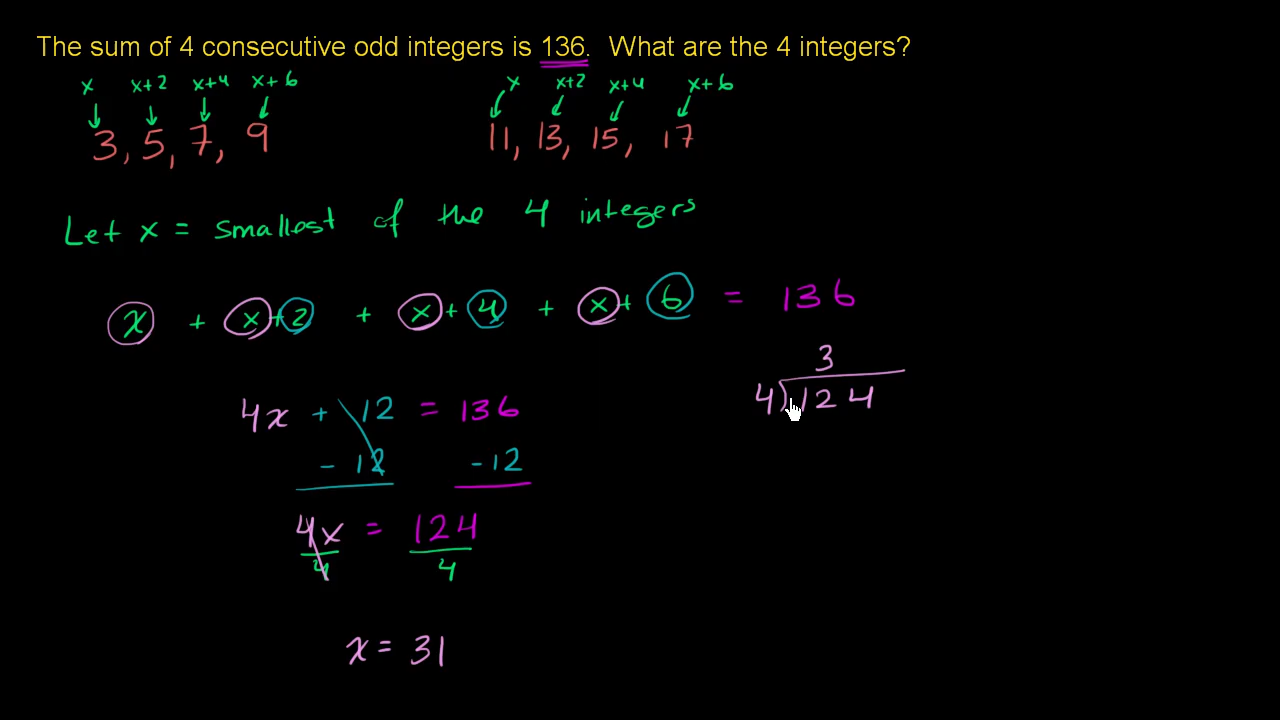 The sum of 4 consecutive odd integers is 136. What are the 4 integers?
x x+2 x+4 x+6 x x+2 x+4 x+6
3, 5, 7, 9 11, 13, 15, 17
Let x = smallest of the 4 integers
x + x+2 + x+4 + x+6 = 136
3
4)124
4x + 12 = 136
- 12 -12
4x = 124
4 4
x = 31